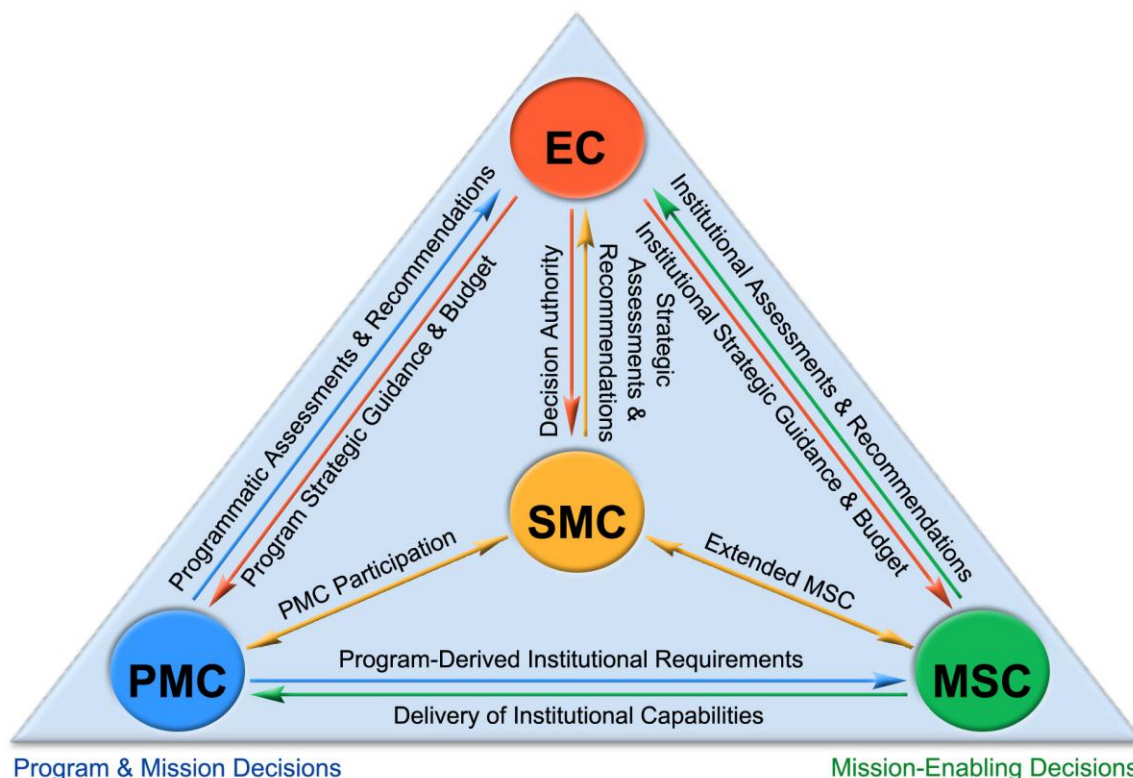 EC
Programmatic Assessments & Recommendations
Program Strategic Guidance & Budget
Decision Authority
Strategic
Assessments &
Recommendations
Institutional Assessments & Recommendations
Institutional Strategic Guidance & Budget
SMC
PMC Participation
Extended MSC
PMC
Program-Derived Institutional Requirements
Delivery of Institutional Capabilities
MSC
Program & Mission Decisions
Mission-Enabling Decisions